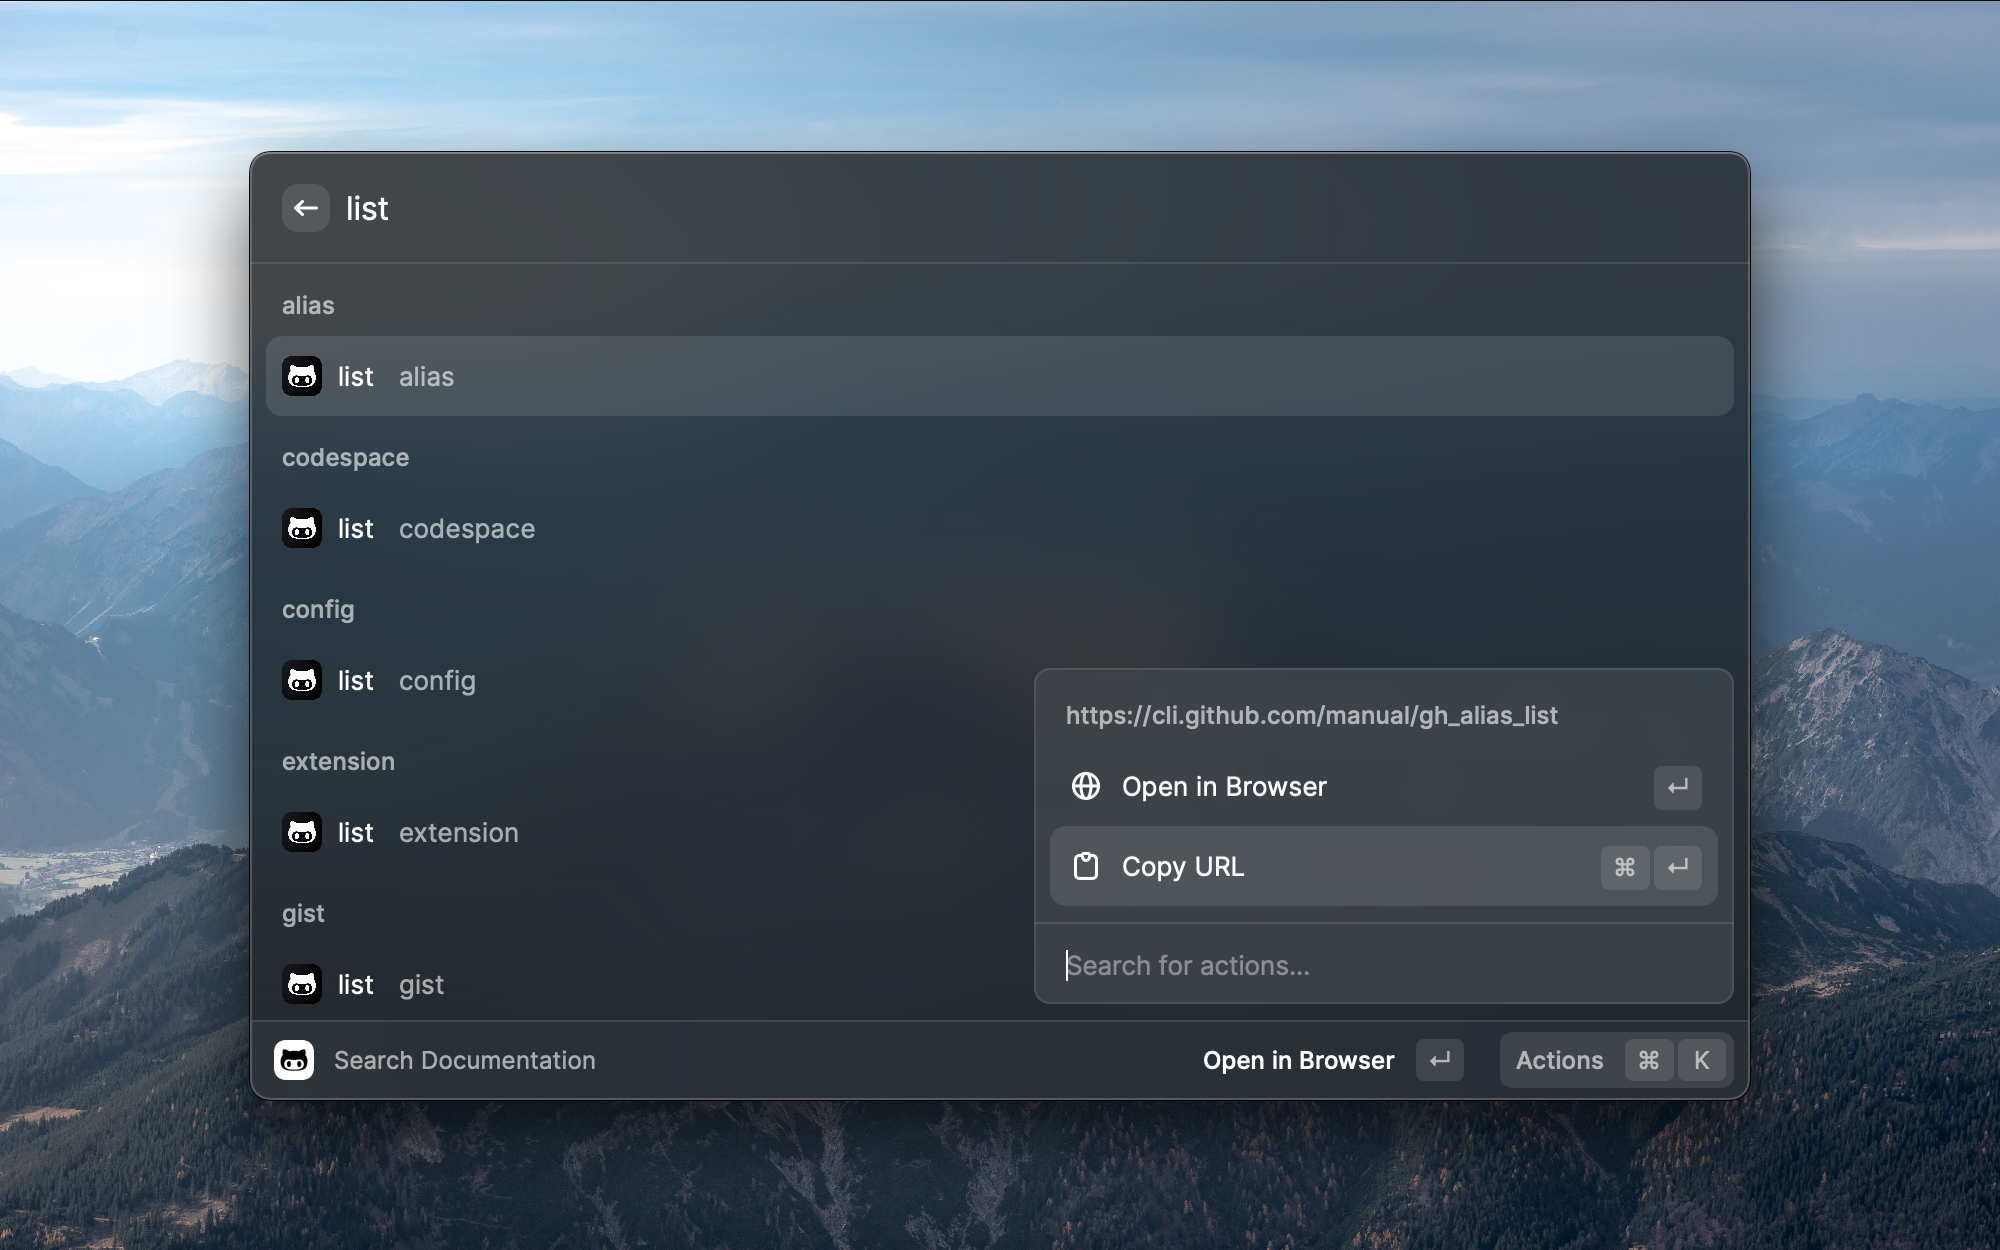 list
alias
list alias
codespace
list codespace
config
list config
extension
list extension
gist
list gist
https://cli.github.com/manual/gh_alias_list
Open in Browser ↵
Copy URL ⌘ ↵
Search for actions...
Search Documentation
Open in Browser ↵
Actions ⌘ K